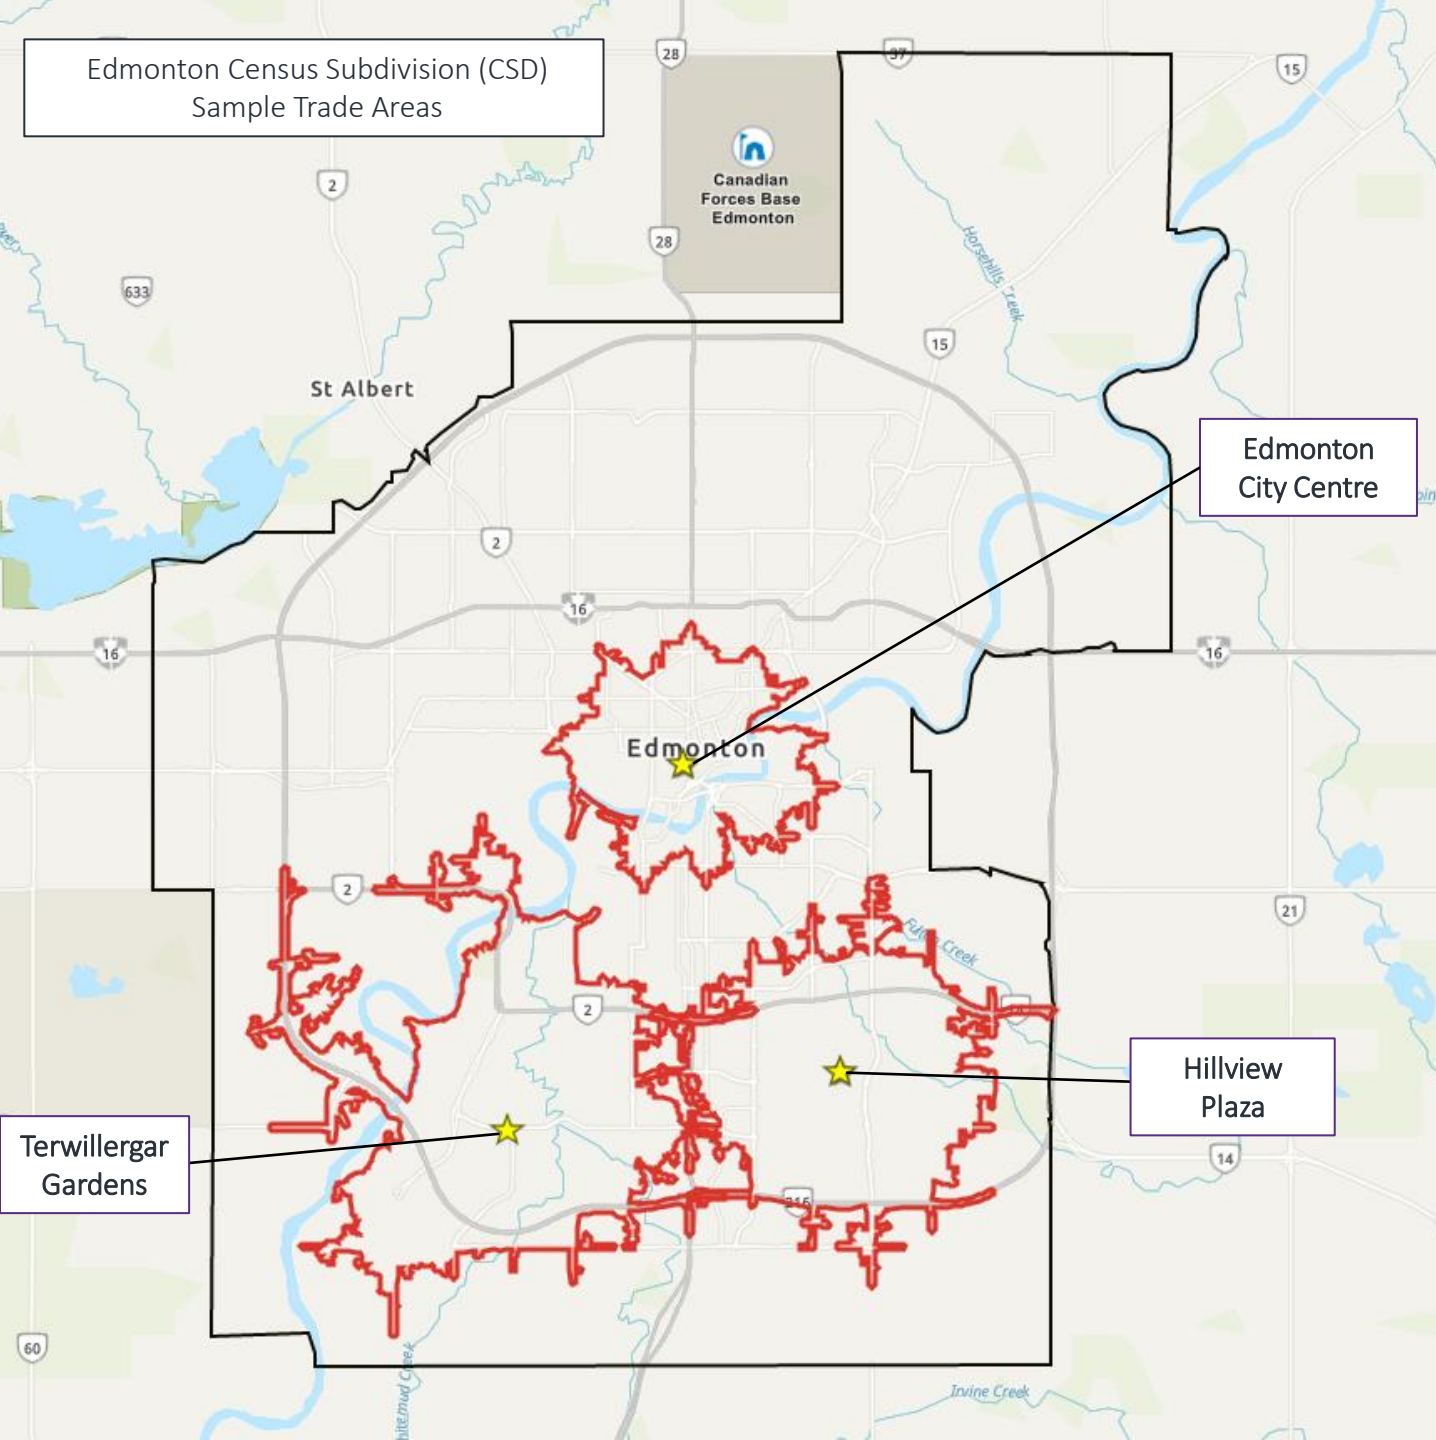 Edmonton Census Subdivision (CSD)
Sample Trade Areas
28
37
15
2
Canadian
Forces Base
Edmonton
28
633
Horsehills Creek
15
St Albert
Edmonton
City Centre
2
16
16
16
Edmonton
2
21
Creek
2
Hillview
Plaza
Terwillergar
Gardens
14
216
60
Irvine Creek